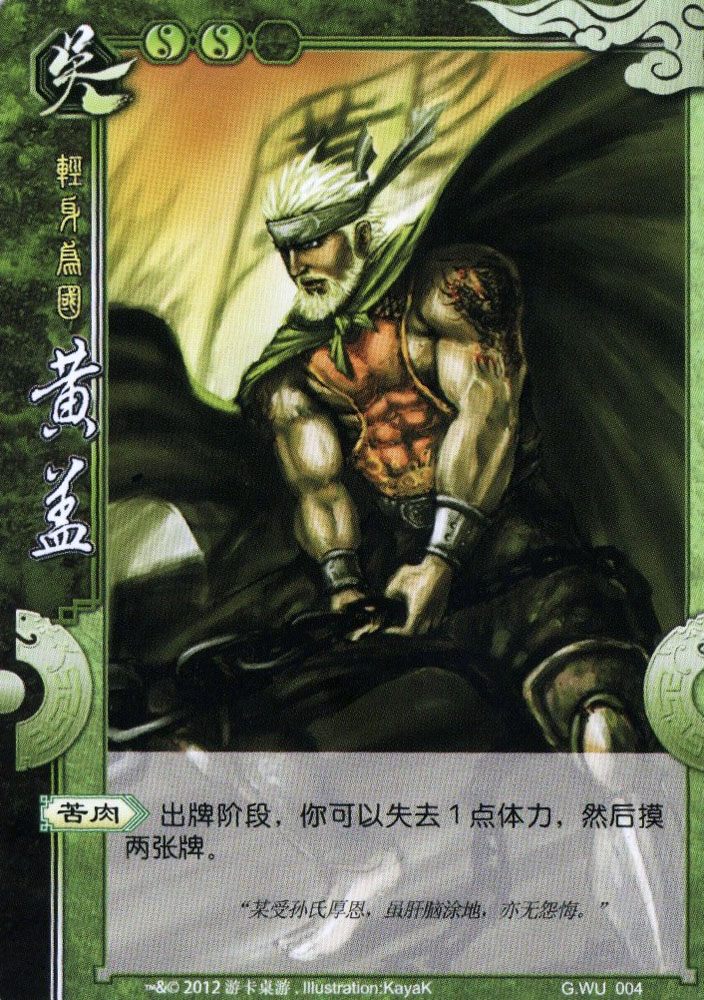 吴
輕身為國
黄盖
苦肉
出牌阶段，你可以失去1点体力，然后摸
两张牌。
“某受孙氏厚恩，虽肝脑涂地，亦无怨悔。”
™&© 2012 游卡桌游 . Illustration:KayaK
G.WU 004